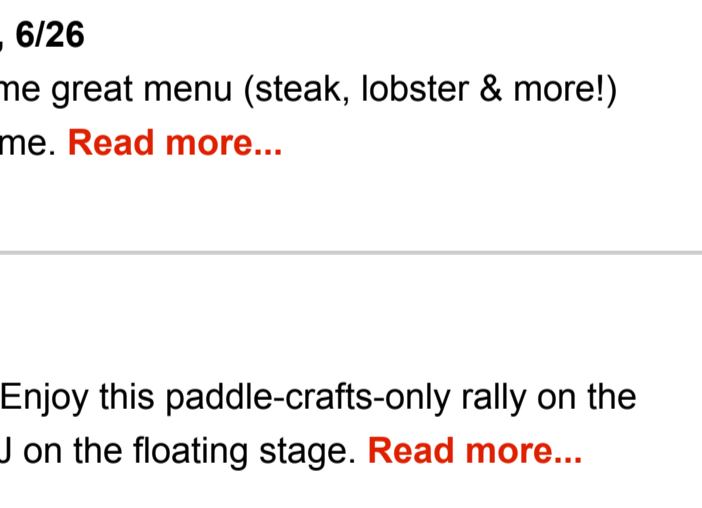 , 6/26
me great menu (steak, lobster & more!)
me. Read more...
Enjoy this paddle-crafts-only rally on the
J on the floating stage. Read more...